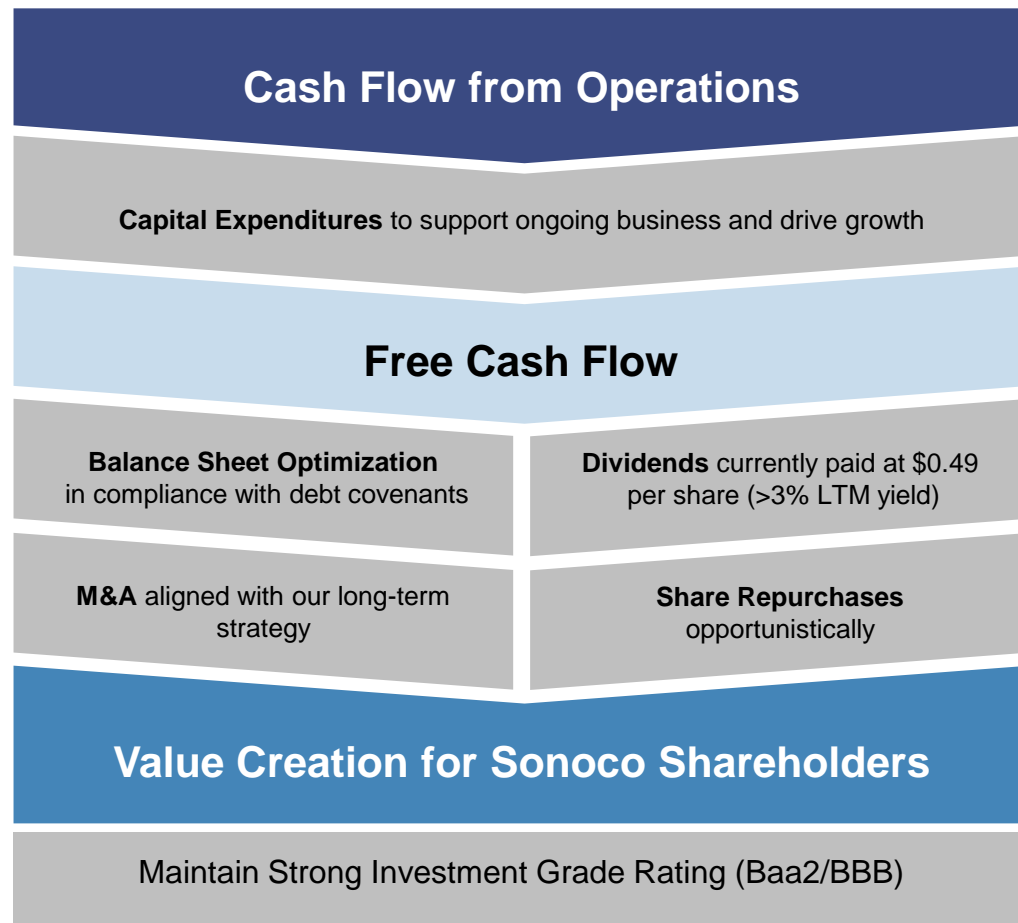 Cash Flow from Operations
Capital Expenditures to support ongoing business and drive growth
Free Cash Flow
Balance Sheet Optimization
in compliance with debt covenants
Dividends currently paid at $0.49
per share (>3% LTM yield)
M&A aligned with our long-term
strategy
Share Repurchases
opportunistically
Value Creation for Sonoco Shareholders
Maintain Strong Investment Grade Rating (Baa2/BBB)